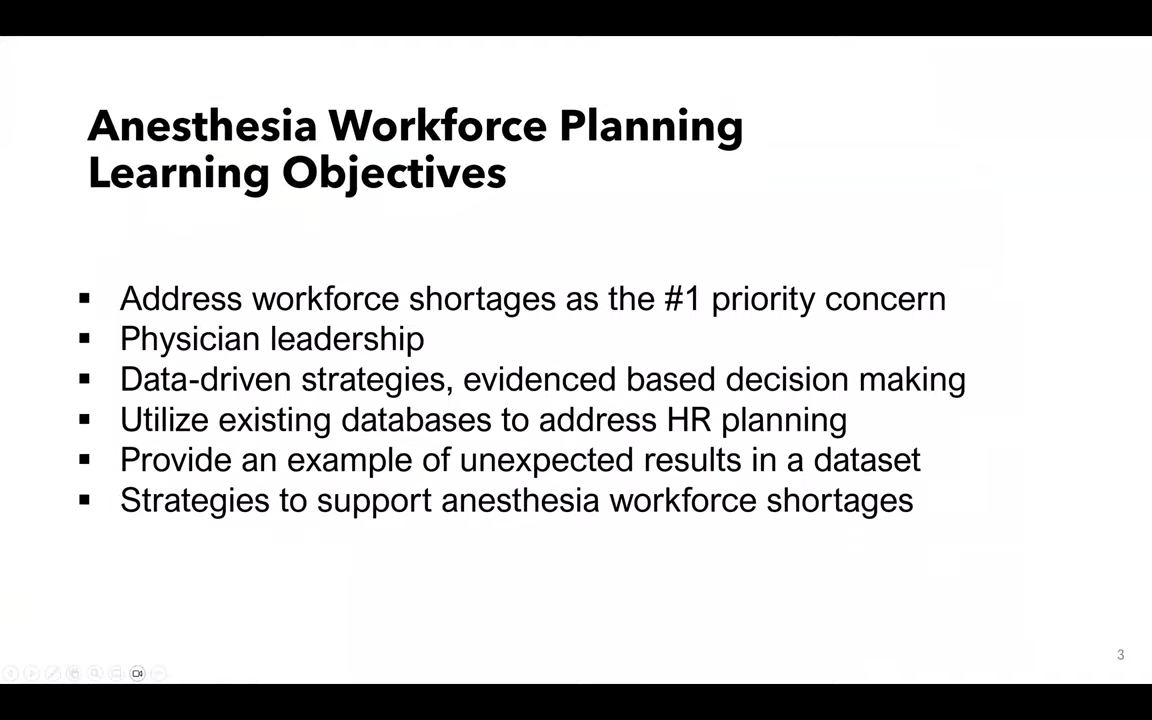 Anesthesia Workforce Planning
Learning Objectives
▪ Address workforce shortages as the #1 priority concern
▪ Physician leadership
▪ Data-driven strategies, evidenced based decision making
▪ Utilize existing databases to address HR planning
▪ Provide an example of unexpected results in a dataset
▪ Strategies to support anesthesia workforce shortages
3